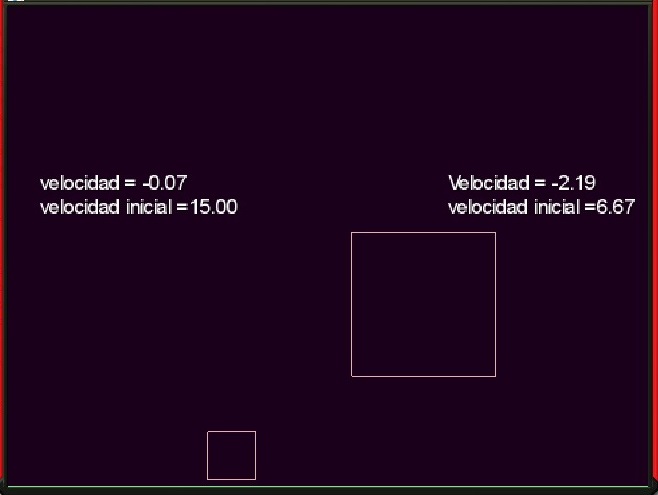 velocidad = -0.07
velocidad inicial =15.00
Velocidad = -2.19
velocidad inicial =6.67